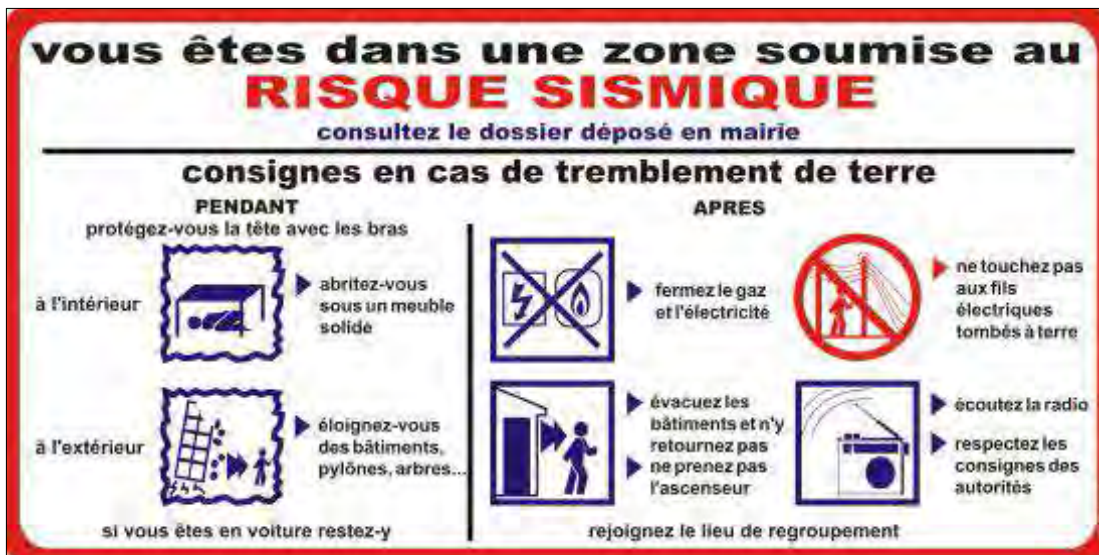 vous êtes dans une zone soumise au
RISQUE SISMIQUE
consultez le dossier déposé en mairie
consignes en cas de tremblement de terre
PENDANT
protégez-vous la tête avec les bras
à l'intérieur
abritez-vous
sous un meuble
solide
à l'extérieur
éloignez-vous
des bâtiments,
pylônes, arbres...
si vous êtes en voiture restez-y
APRES
fermez le gaz
et l'électricité
ne touchez pas
aux fils
électriques
tombés à terre
évacuez les
bâtiments et n'y
retournez pas
ne prenez pas
l'ascenseur
écoutez la radio
respectez les
consignes des
autorités
rejoignez le lieu de regroupement